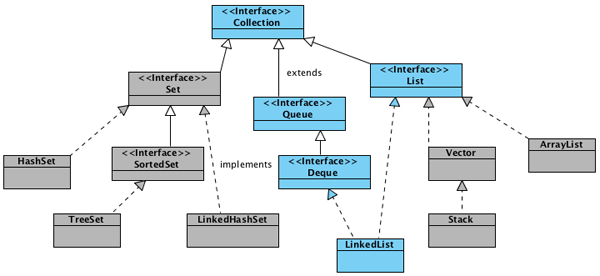 <<Interface>>
Collection
<<Interface>>
Set
extends
<<Interface>>
List
<<Interface>>
Queue
HashSet
<<Interface>>
SortedSet
implements
<<Interface>>
Deque
Vector
ArrayList
TreeSet
LinkedHashSet
LinkedList
Stack